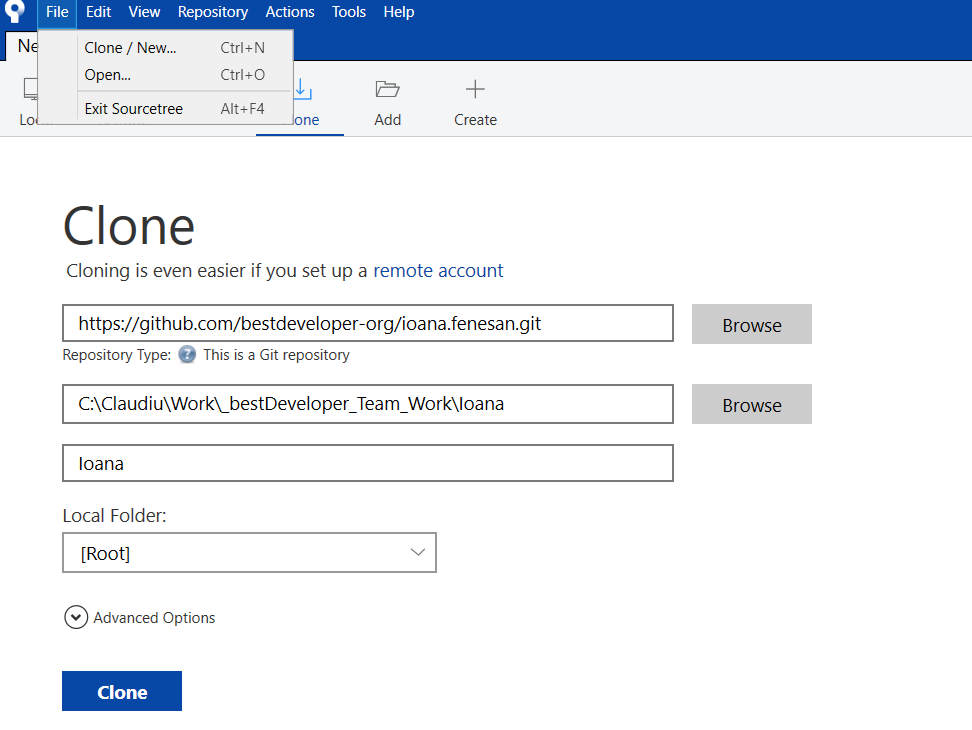 File Edit View Repository Actions Tools Help
Ne
Clone / New... Ctrl+N
Open... Ctrl+O
Exit Sourcetree Alt+F4
Loc
one Add Create
Clone
Cloning is even easier if you set up a remote account
https://github.com/bestdeveloper-org/ioana.fenesan.git Browse
Repository Type: ? This is a Git repository
C:\Claudiu\Work\_bestDeveloper_Team_Work\Ioana Browse
Ioana
Local Folder:
[Root]
Advanced Options
Clone